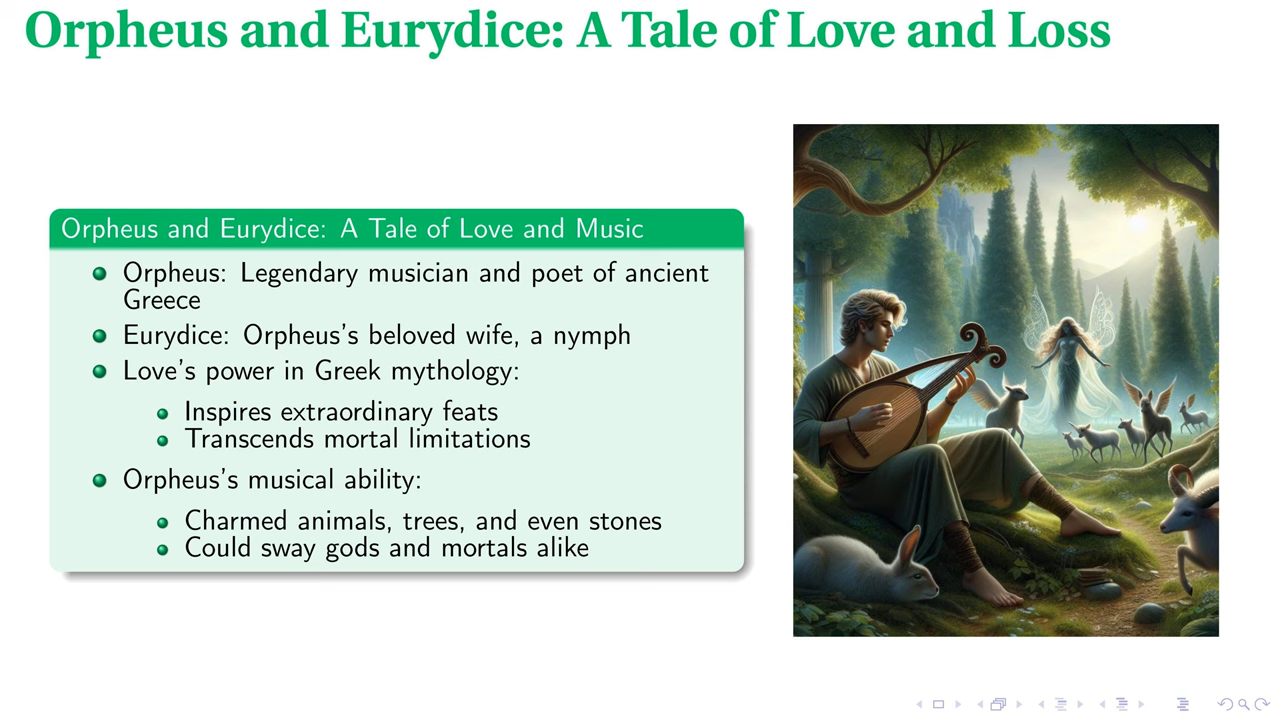 Orpheus and Eurydice: A Tale of Love and Loss
Orpheus and Eurydice: A Tale of Love and Music
Orpheus: Legendary musician and poet of ancient
Greece
Eurydice: Orpheus's beloved wife, a nymph
Love's power in Greek mythology:
Inspires extraordinary feats
Transcends mortal limitations
Orpheus's musical ability:
Charmed animals, trees, and even stones
Could sway gods and mortals alike